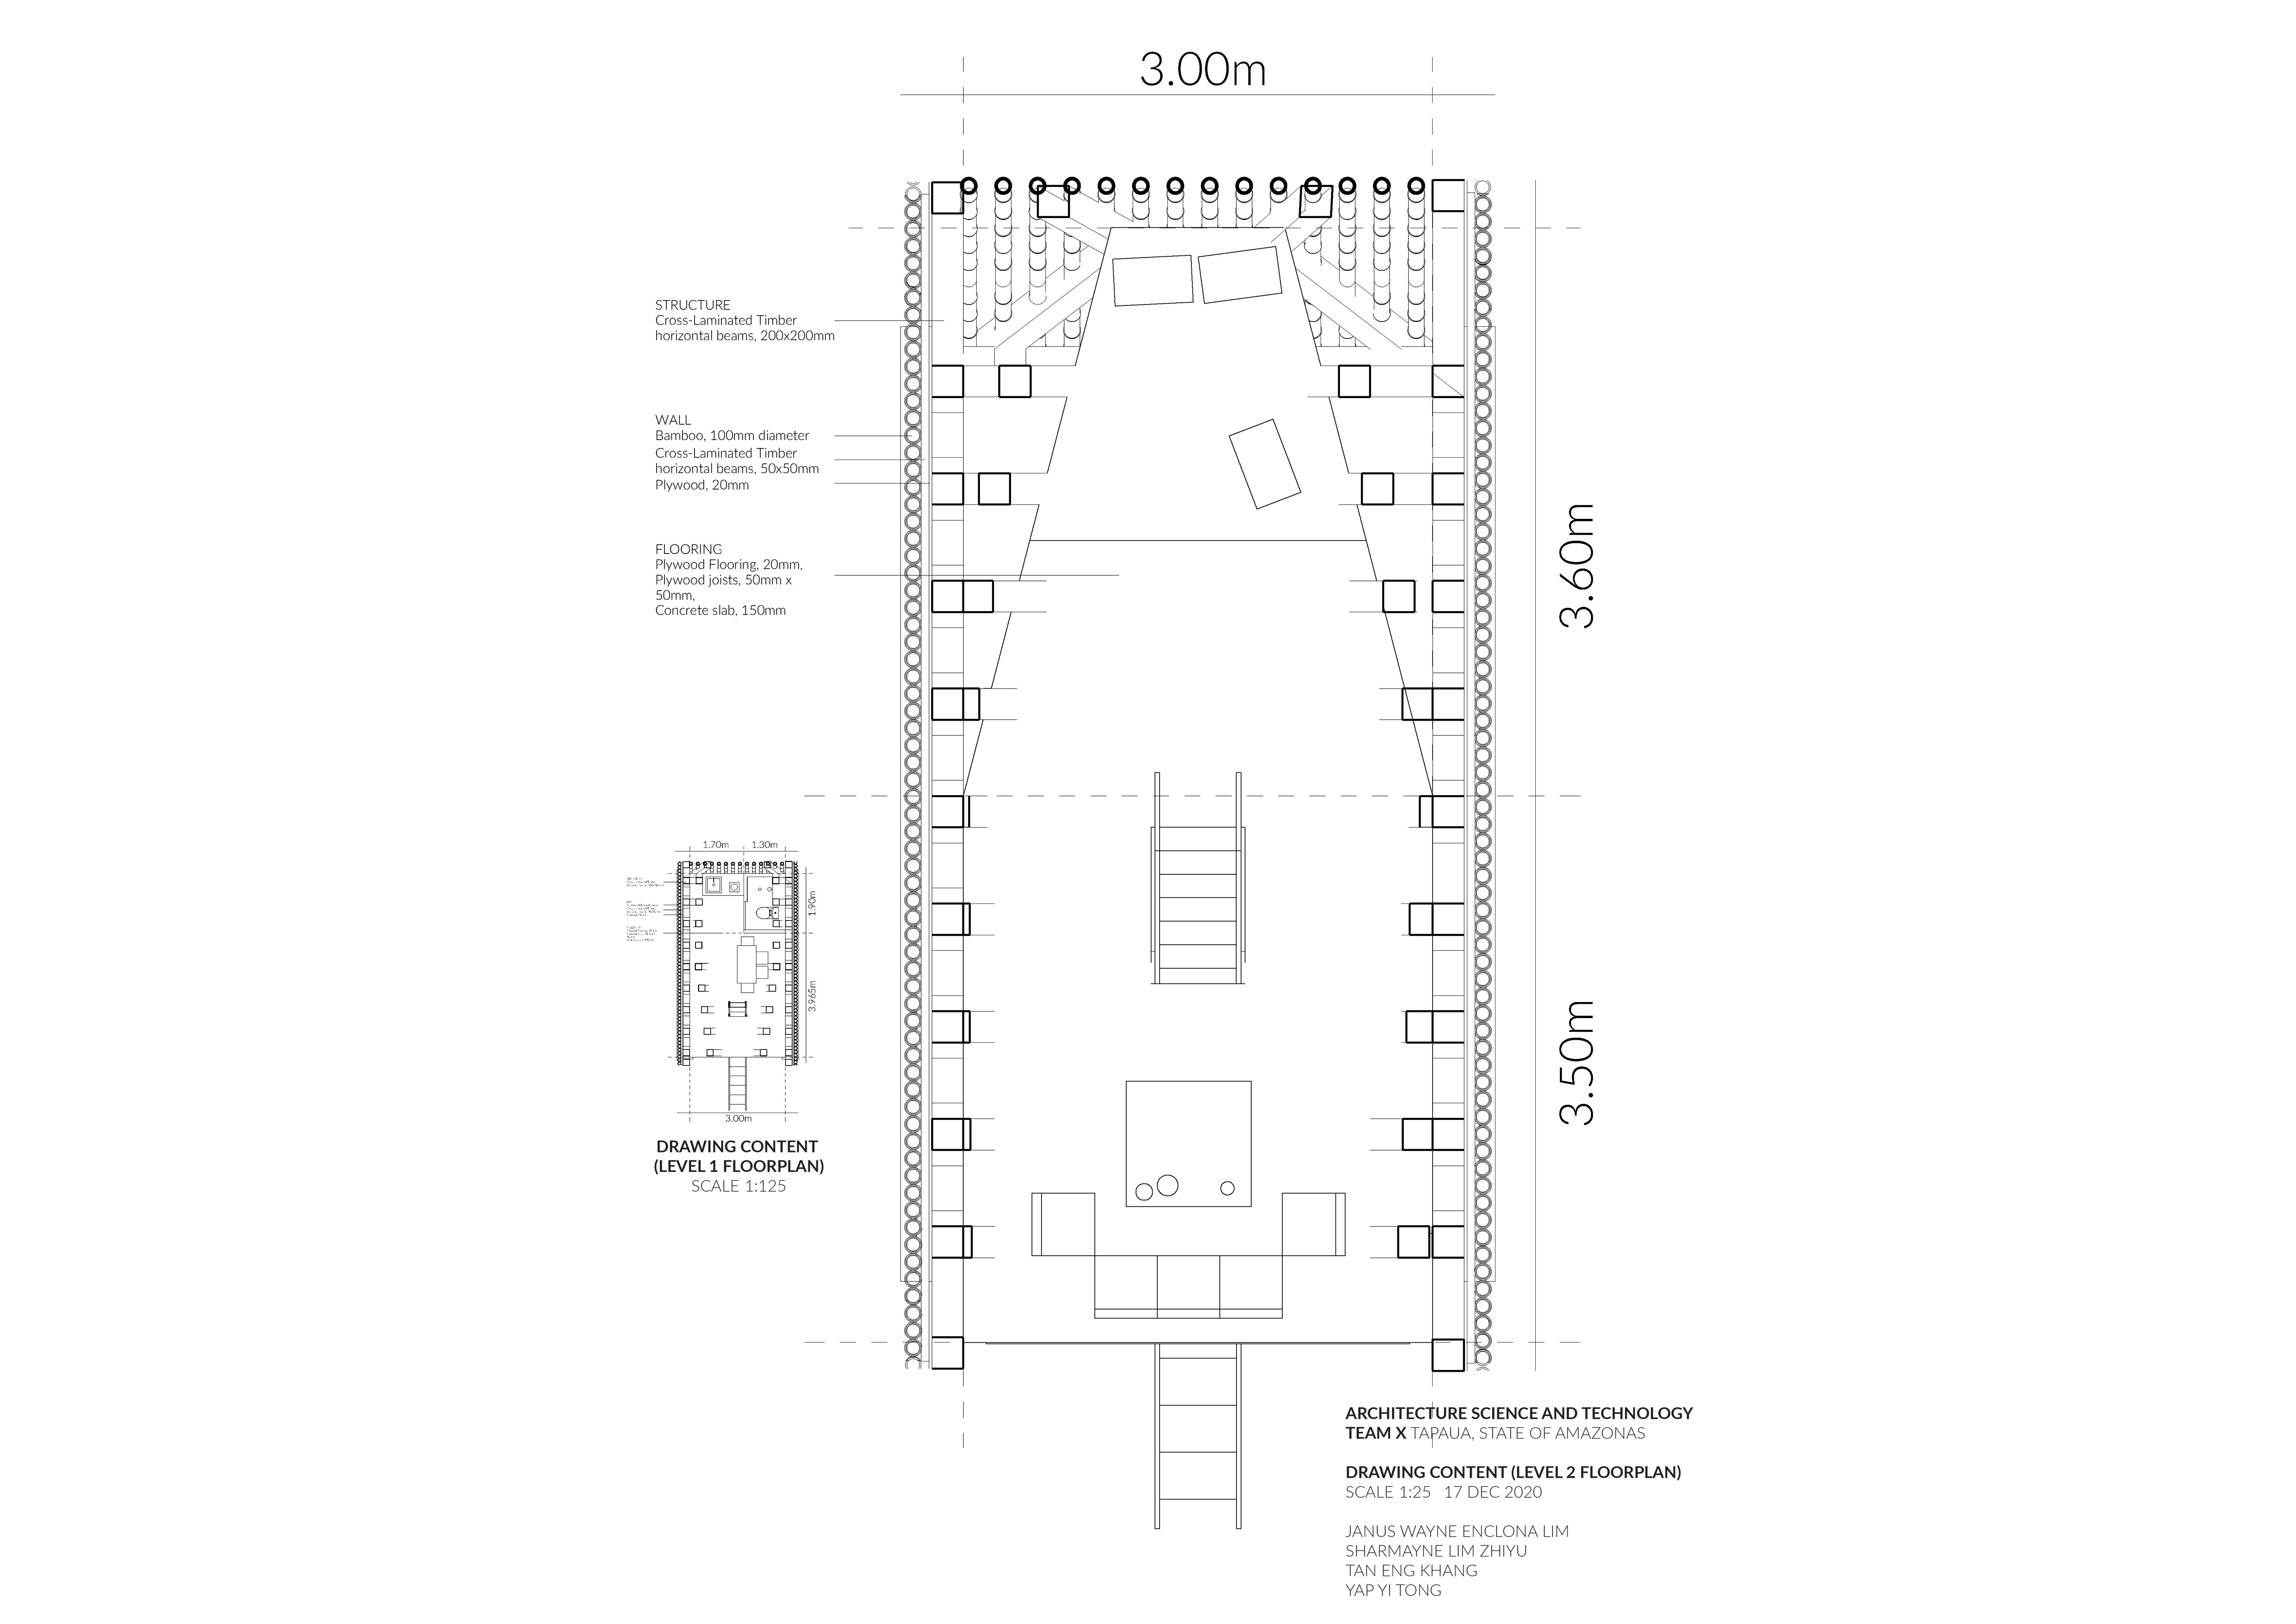 3.00m
STRUCTURE
Cross-Laminated Timber
horizontal beams, 200x200mm
WALL
Bamboo, 100mm diameter
Cross-Laminated Timber
horizontal beams, 50x50mm
Plywood, 20mm
FLOORING
Plywood Flooring, 20mm,
Plywood joists, 50mm x
50mm,
Concrete slab, 150mm
3.60m
3.50m
1.70m 1.30m
1.90m
3.965m
3.00m
DRAWING CONTENT
(LEVEL 1 FLOORPLAN)
SCALE 1:125
ARCHITECTURE SCIENCE AND TECHNOLOGY
TEAM X TAPAUA, STATE OF AMAZONAS
DRAWING CONTENT (LEVEL 2 FLOORPLAN)
SCALE 1:25 17 DEC 2020
JANUS WAYNE ENCLONA LIM
SHARMAYNE LIM ZHIYU
TAN ENG KHANG
YAP YI TONG